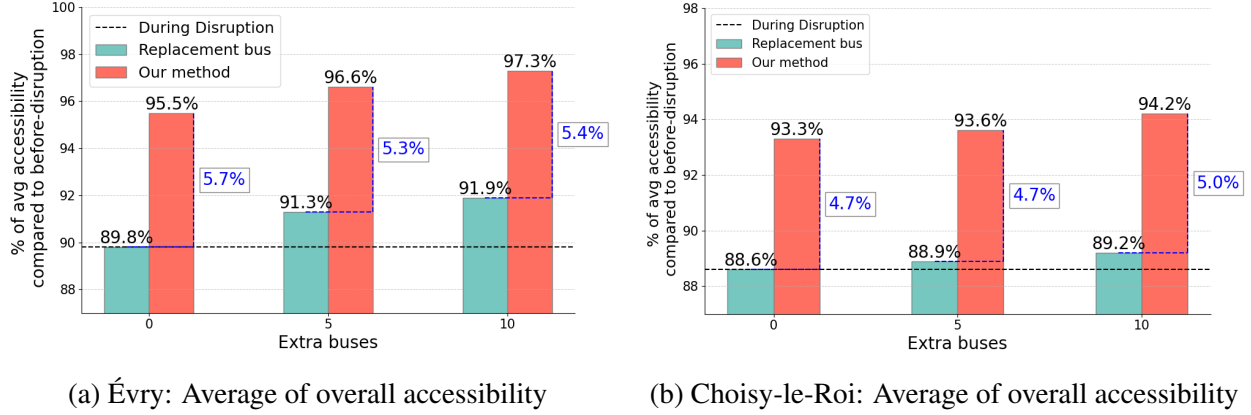 % of avg accessibility
compared to before-disruption
100
98
96
94
92
90
88
During Disruption
Replacement bus
Our method
89.8%
95.5%
5.7%
91.3%
96.6%
5.3%
91.9%
97.3%
5.4%
0
5
10
Extra buses
(a) Évry: Average of overall accessibility
% of avg accessibility
compared to before-disruption
98
96
94
92
90
88
During Disruption
Replacement bus
Our method
88.6%
93.3%
4.7%
88.9%
93.6%
4.7%
89.2%
94.2%
5.0%
0
5
10
Extra buses
(b) Choisy-le-Roi: Average of overall accessibility